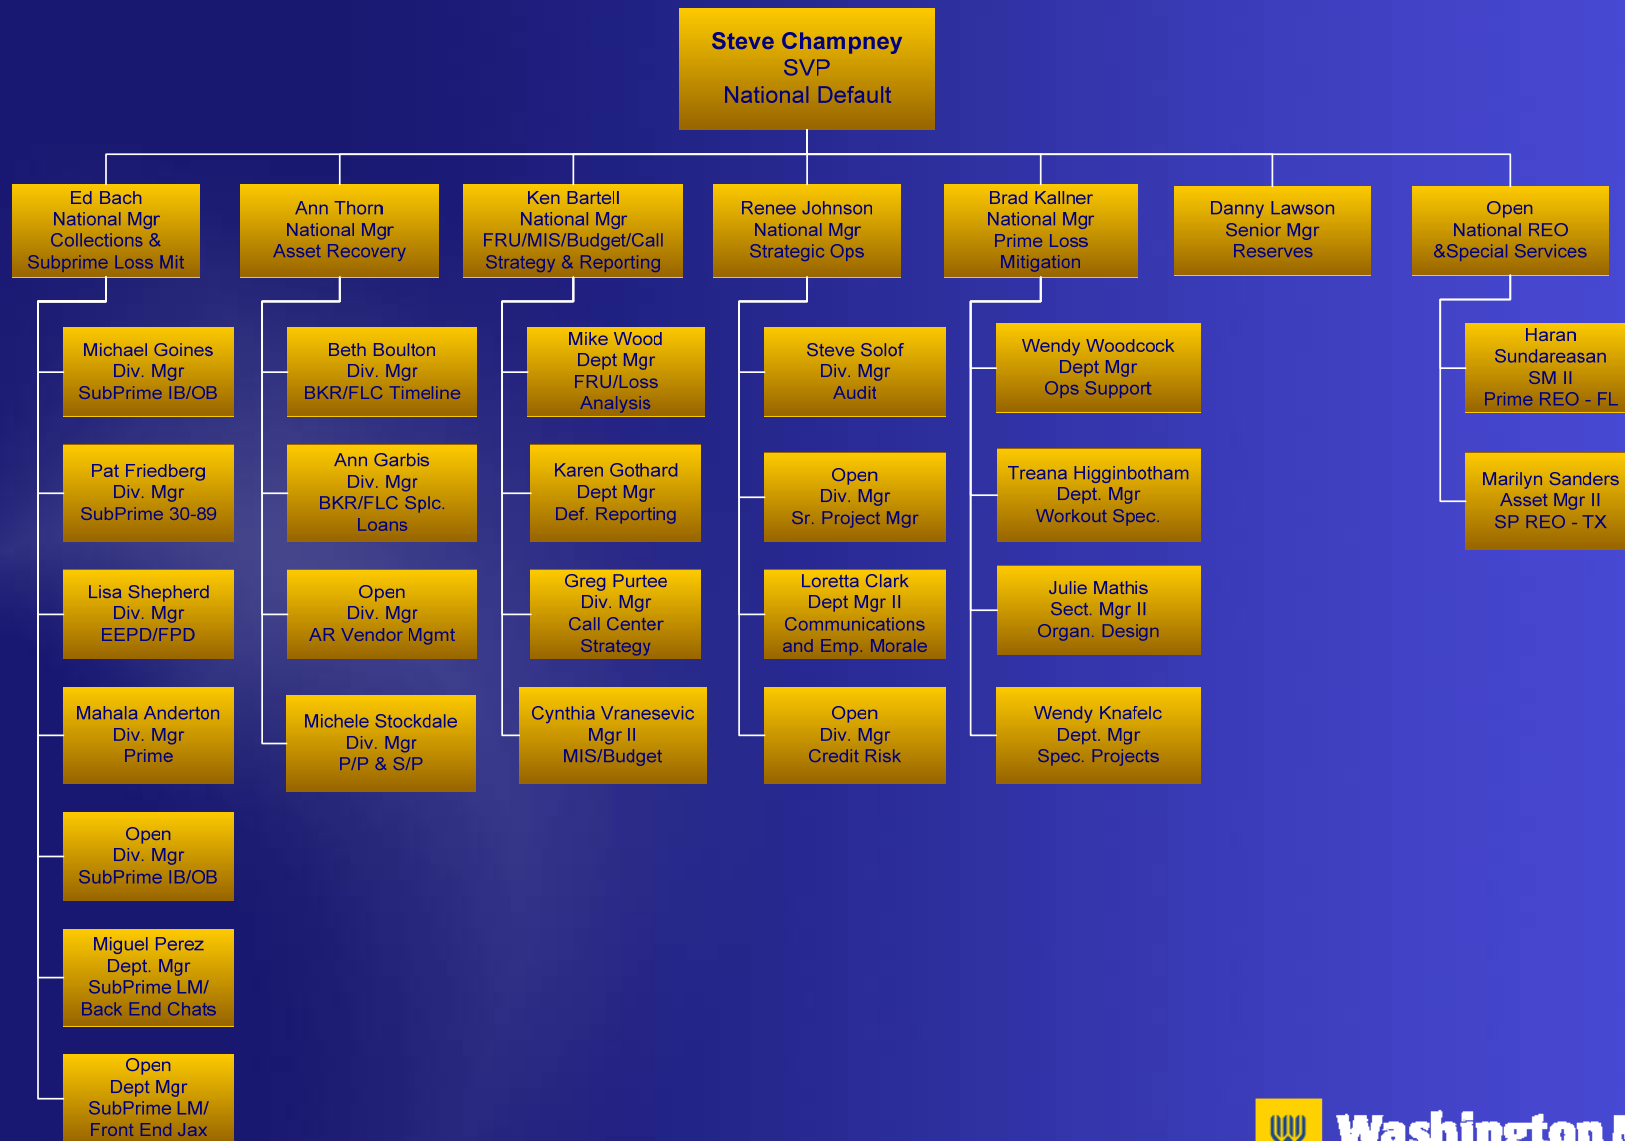 Steve Champney
SVP
National Default
Ed Bach
National Mgr
Collections &
Subprime Loss Mit
Ann Thorn
National Mgr
Asset Recovery
Ken Bartell
National Mgr
FRU/MIS/Budget/Call
Strategy & Reporting
Renee Johnson
National Mgr
Strategic Ops
Brad Kallner
National Mgr
Prime Loss
Mitigation
Danny Lawson
Senior Mgr
Reserves
Open
National REO
&Special Services
Michael Goines
Div. Mgr
SubPrime IB/OB
Pat Friedberg
Div. Mgr
SubPrime 30-89
Lisa Shepherd
Div. Mgr
EEPD/FPD
Mahala Anderton
Div. Mgr
Prime
Open
Div. Mgr
SubPrime IB/OB
Miguel Perez
Dept. Mgr
SubPrime LM/
Back End Chats
Open
Dept Mgr
SubPrime LM/
Front End Jax
Beth Boulton
Div. Mgr
BKR/FLC Timeline
Ann Garbis
Div. Mgr
BKR/FLC Splc.
Loans
Open
Div. Mgr
AR Vendor Mgmt
Michele Stockdale
Div. Mgr
P/P & S/P
Mike Wood
Dept Mgr
FRU/Loss
Analysis
Karen Gothard
Dept Mgr
Def. Reporting
Greg Purtee
Div. Mgr
Call Center
Strategy
Cynthia Vranesevic
Mgr II
MIS/Budget
Steve Solof
Div. Mgr
Audit
Open
Div. Mgr
Sr. Project Mgr
Loretta Clark
Dept Mgr II
Communications
and Emp. Morale
Open
Div. Mgr
Credit Risk
Wendy Woodcock
Dept Mgr
Ops Support
Treana Higginbotham
Dept. Mgr
Workout Spec.
Julie Mathis
Sect. Mgr II
Organ. Design
Wendy Knafelc
Dept. Mgr
Spec. Projects
Haran
Sundareasan
SM II
Prime REO - FL
Marilyn Sanders
Asset Mgr II
SP REO - TX
W Washington